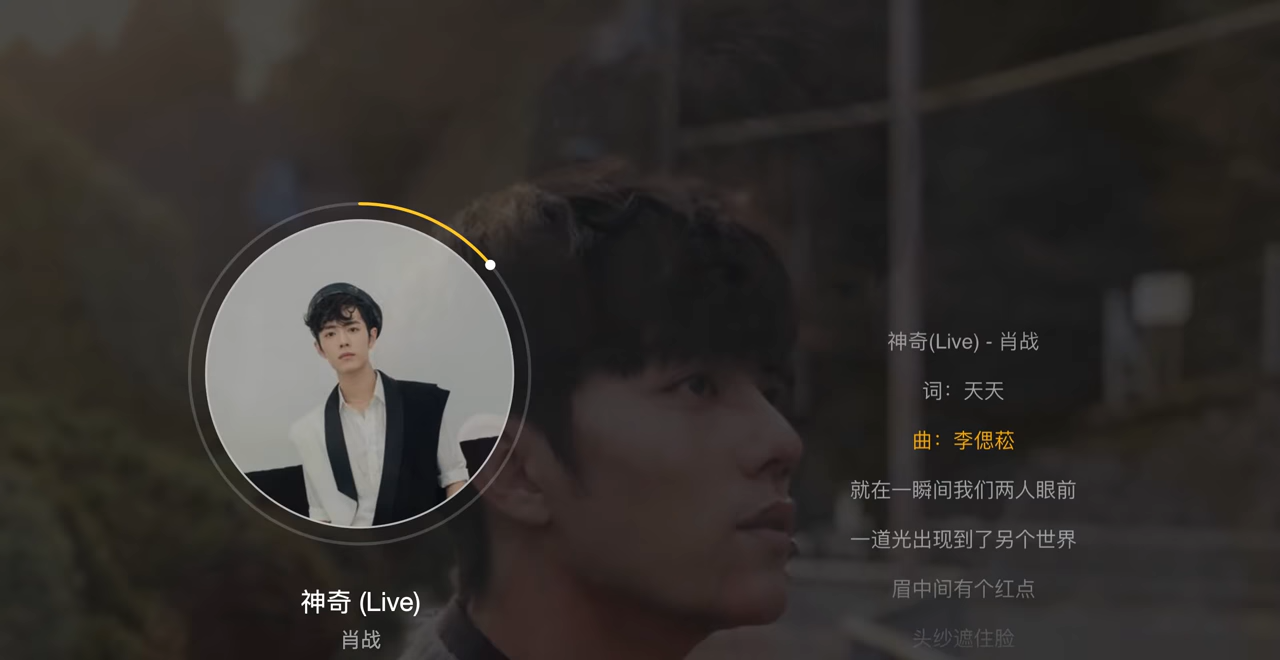 神奇 (Live)
肖战
神奇(Live) - 肖战
词：天天
曲：李偲菘
就在一瞬间我们两人眼前
一道光出现到了另个世界
眉中间有个红点
头纱遮住脸